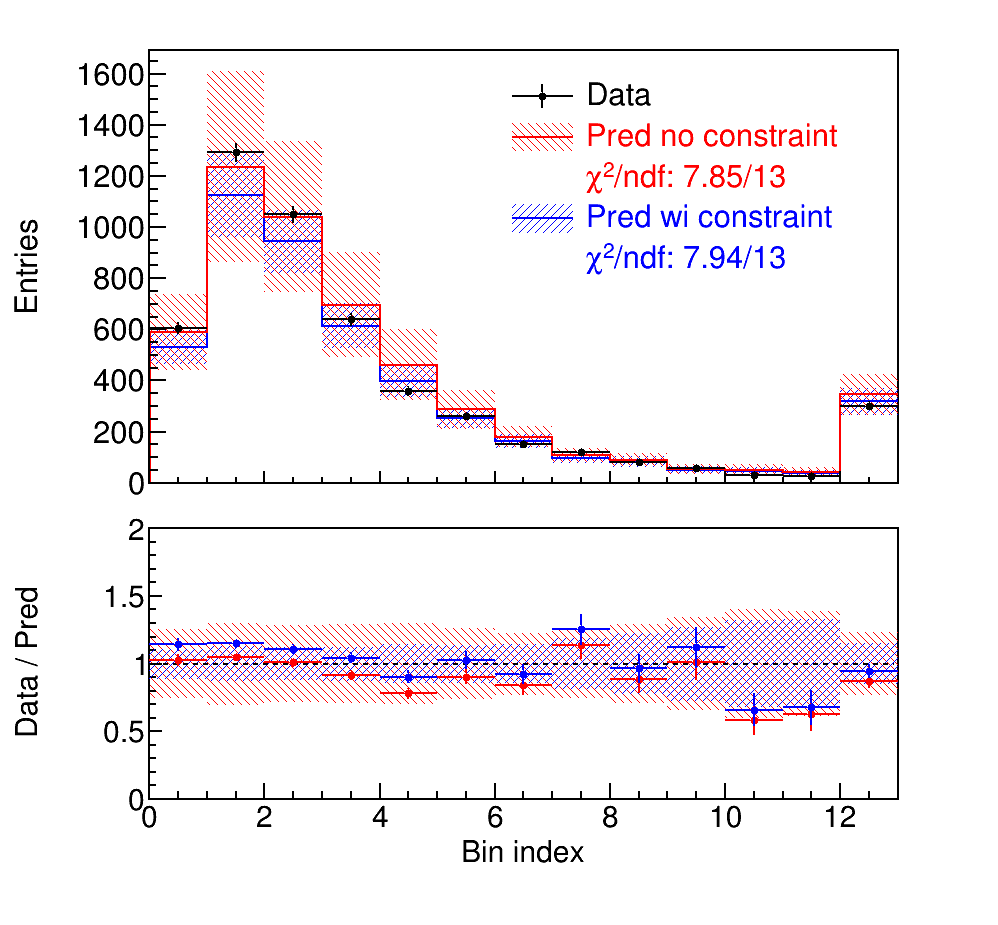 1600
1400
1200
1000
800
600
400
200
0
Entries
Data
Pred no constraint
χ²/ndf: 7.85/13
Pred wi constraint
χ²/ndf: 7.94/13
2
1.5
1
0.5
0
Data / Pred
0 2 4 6 8 10 12
Bin index